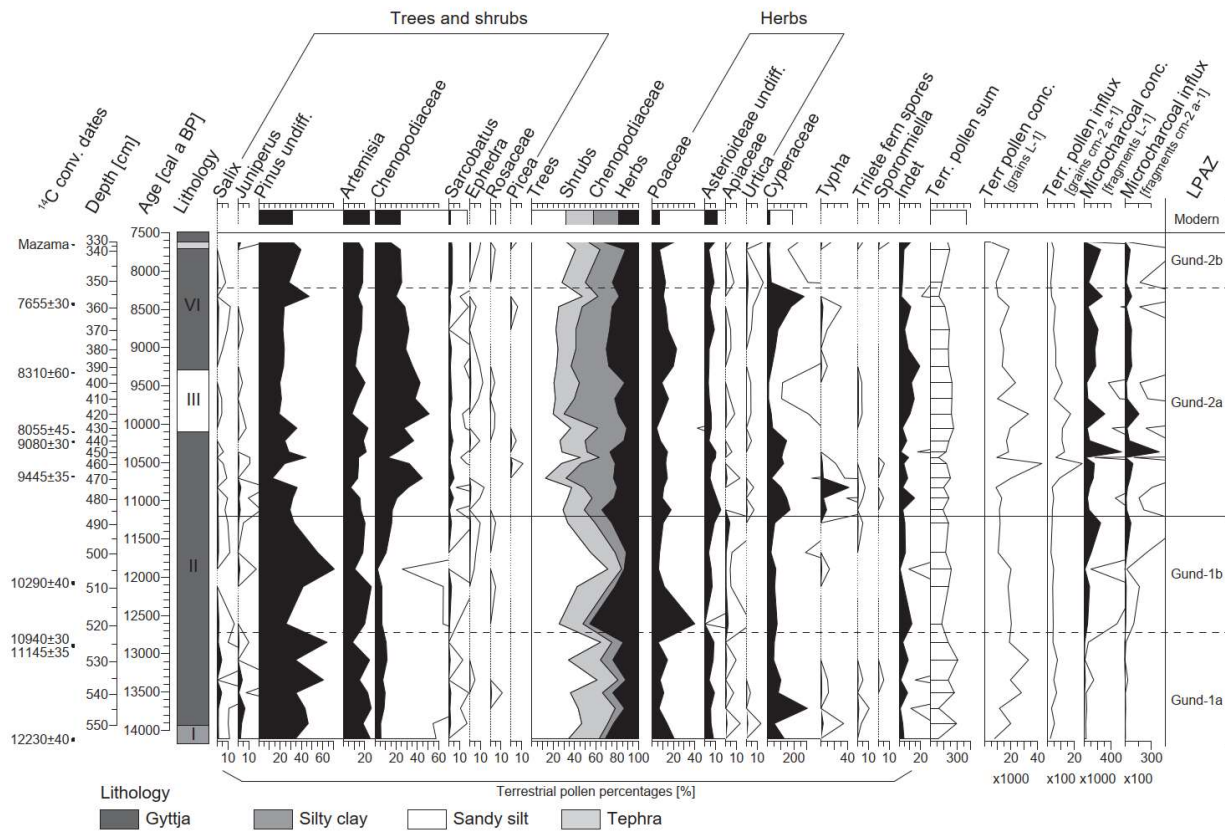 Trees and shrubs
Herbs
14C conv. dates
Depth [cm]
Age [cal a BP]
Lithology
Salix
Juniperus
Pinus undiff.
Artemisia
Chenopodiaceae
Sarcobatus
Ephedra
Rosaceae
Picea
Trees
Shrubs
Chenopodiaceae
Herbs
Poaceae
Asterioideae undiff.
Apiaceae
Urtica
Cyperaceae
Typha
Trilete fern spores
Sporormiella
Indet
Terr. pollen sum
Terr pollen conc.
[grains L-1]
Terr. pollen influx
[grains cm-2 a-1]
Microcharcoal conc.
[fragments L-1]
Microcharcoal influx
[fragments cm-2 a-1]
LPAZ
Modern
Mazama
7655±30
8310±60
8055±45
9080±30
9445±35
10290±40
10940±30
11145±35
12230±40
330
340
350
360
370
380
390
400
410
420
430
440
450
460
470
480
490
500
510
520
530
540
550
7500
8000
8500
9000
9500
10000
10500
11000
11500
12000
12500
13000
13500
14000
VI
III
II
I
Gund-2b
Gund-2a
Gund-1b
Gund-1a
10 10 20 40 60 20 20 40 60 10 10 10 10 20 40 60 80 100 20 40 10 10 10 200 40 10 10 10 100 300 20 40 20 20 40 300
x1000 x100 x1000 x100
Terrestrial pollen percentages [%]
Lithology
Gyttja
Silty clay
Sandy silt
Tephra